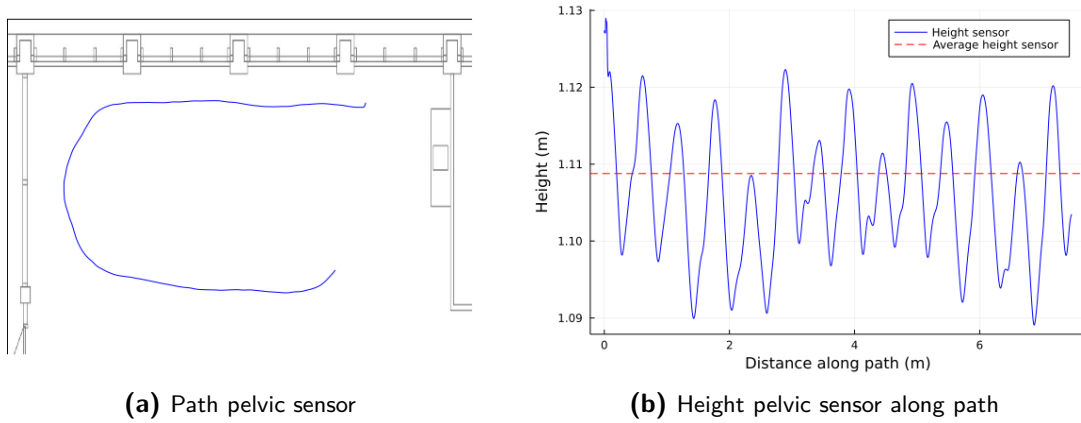 1.13
1.12
1.11
1.10
1.09
Height (m)
Height sensor
Average height sensor
0
2
4
6
Distance along path (m)
(a) Path pelvic sensor
(b) Height pelvic sensor along path